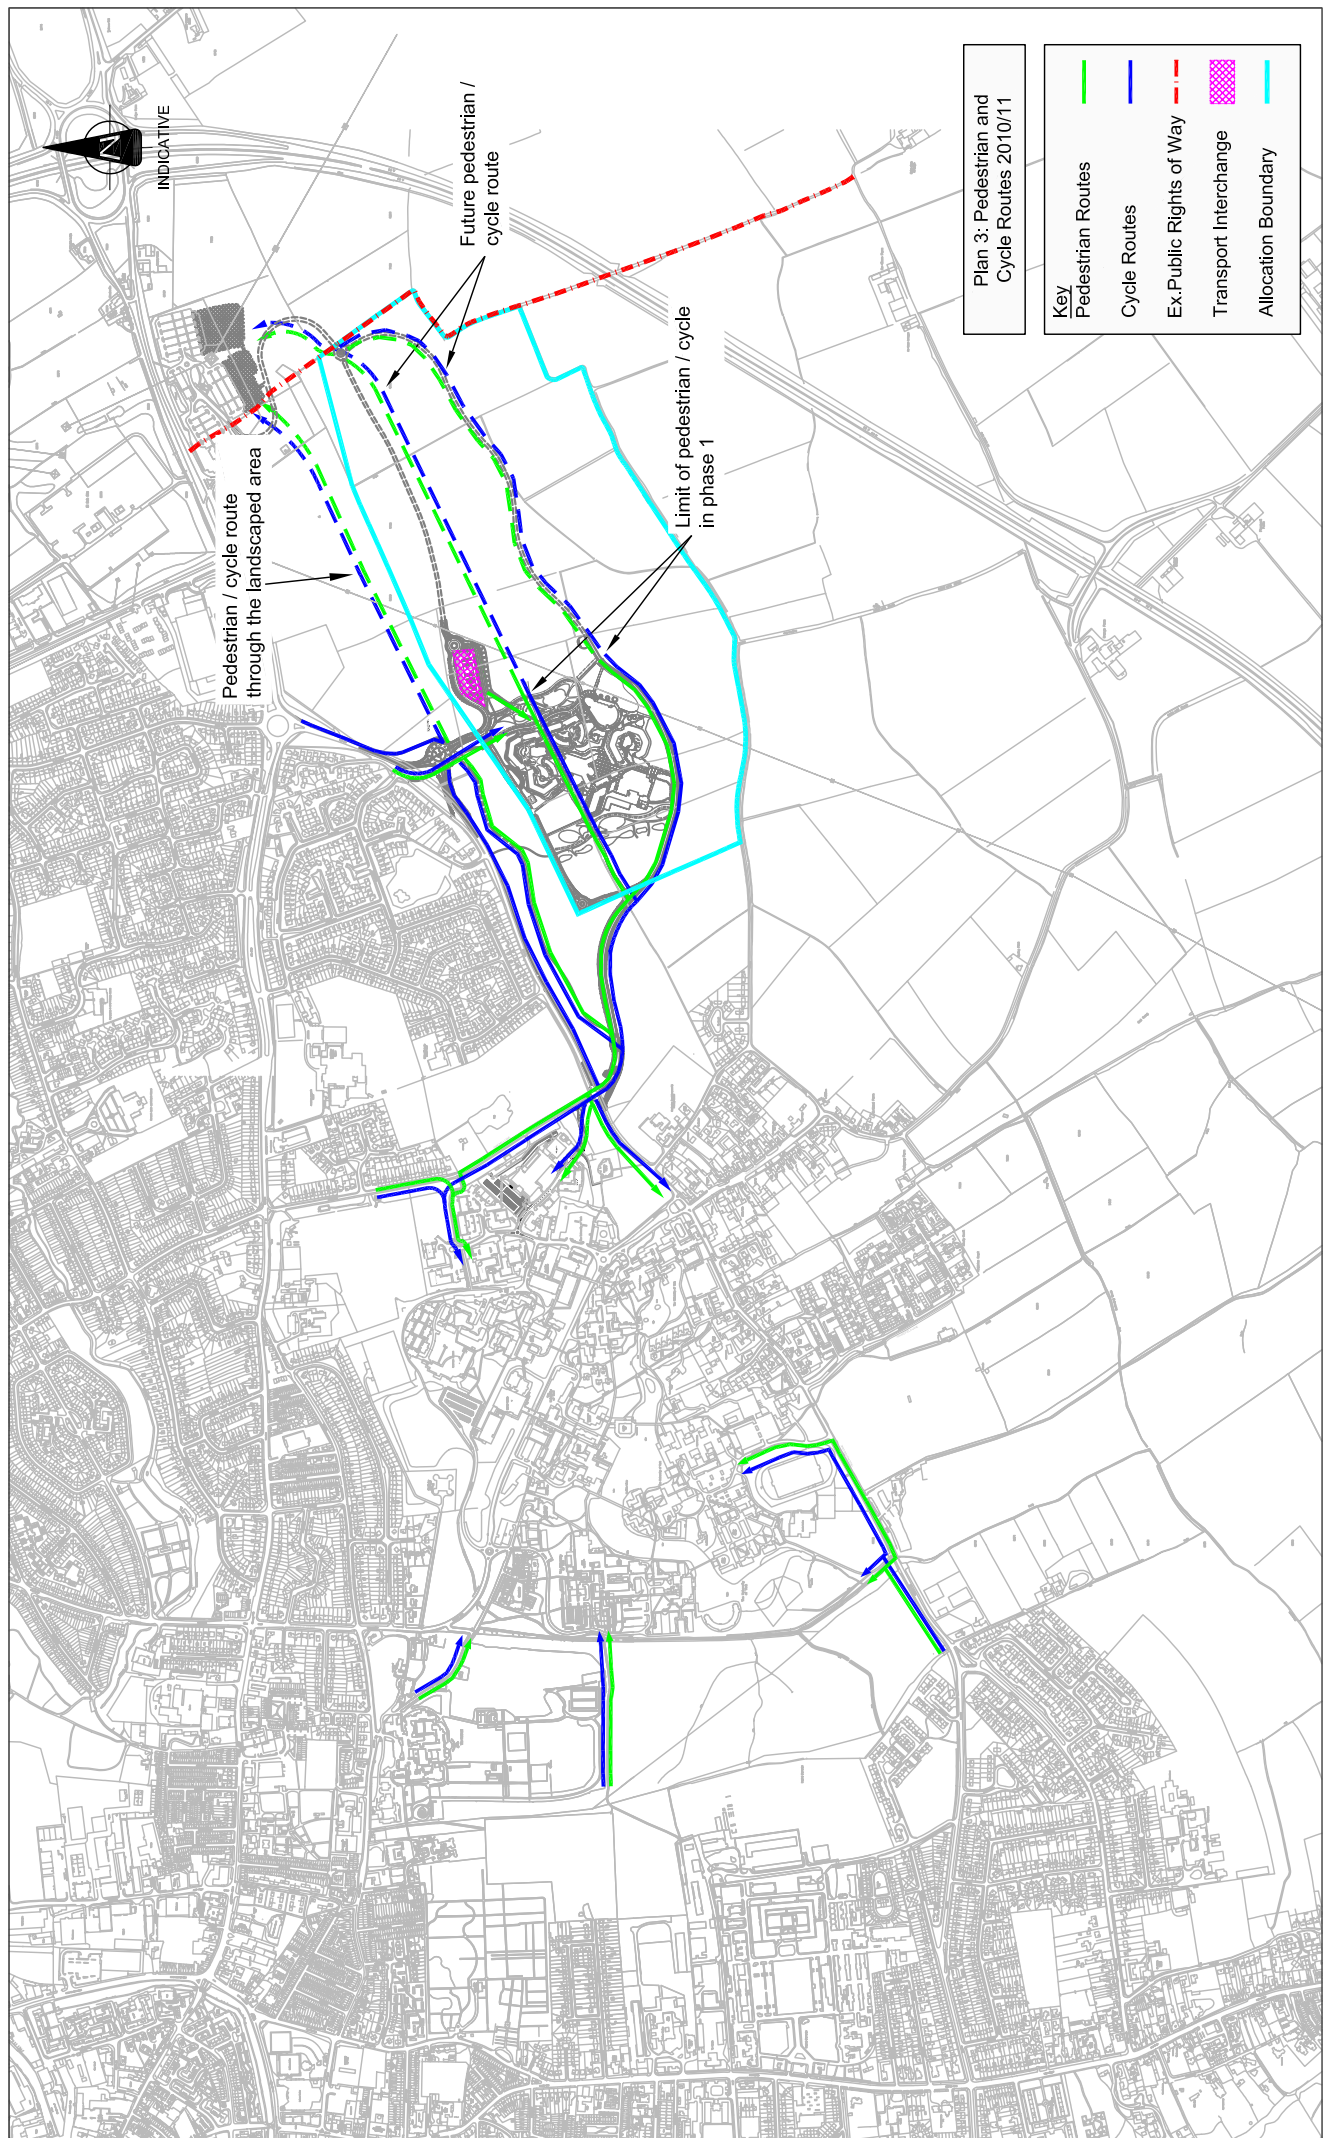 N
INDICATIVE
Future pedestrian /
cycle route
Pedestrian / cycle route
through the landscaped area
Limit of pedestrian / cycle
in phase 1
Plan 3: Pedestrian and
Cycle Routes 2010/11
Key
Pedestrian Routes
Cycle Routes
Ex.Public Rights of Way
Transport Interchange
Allocation Boundary